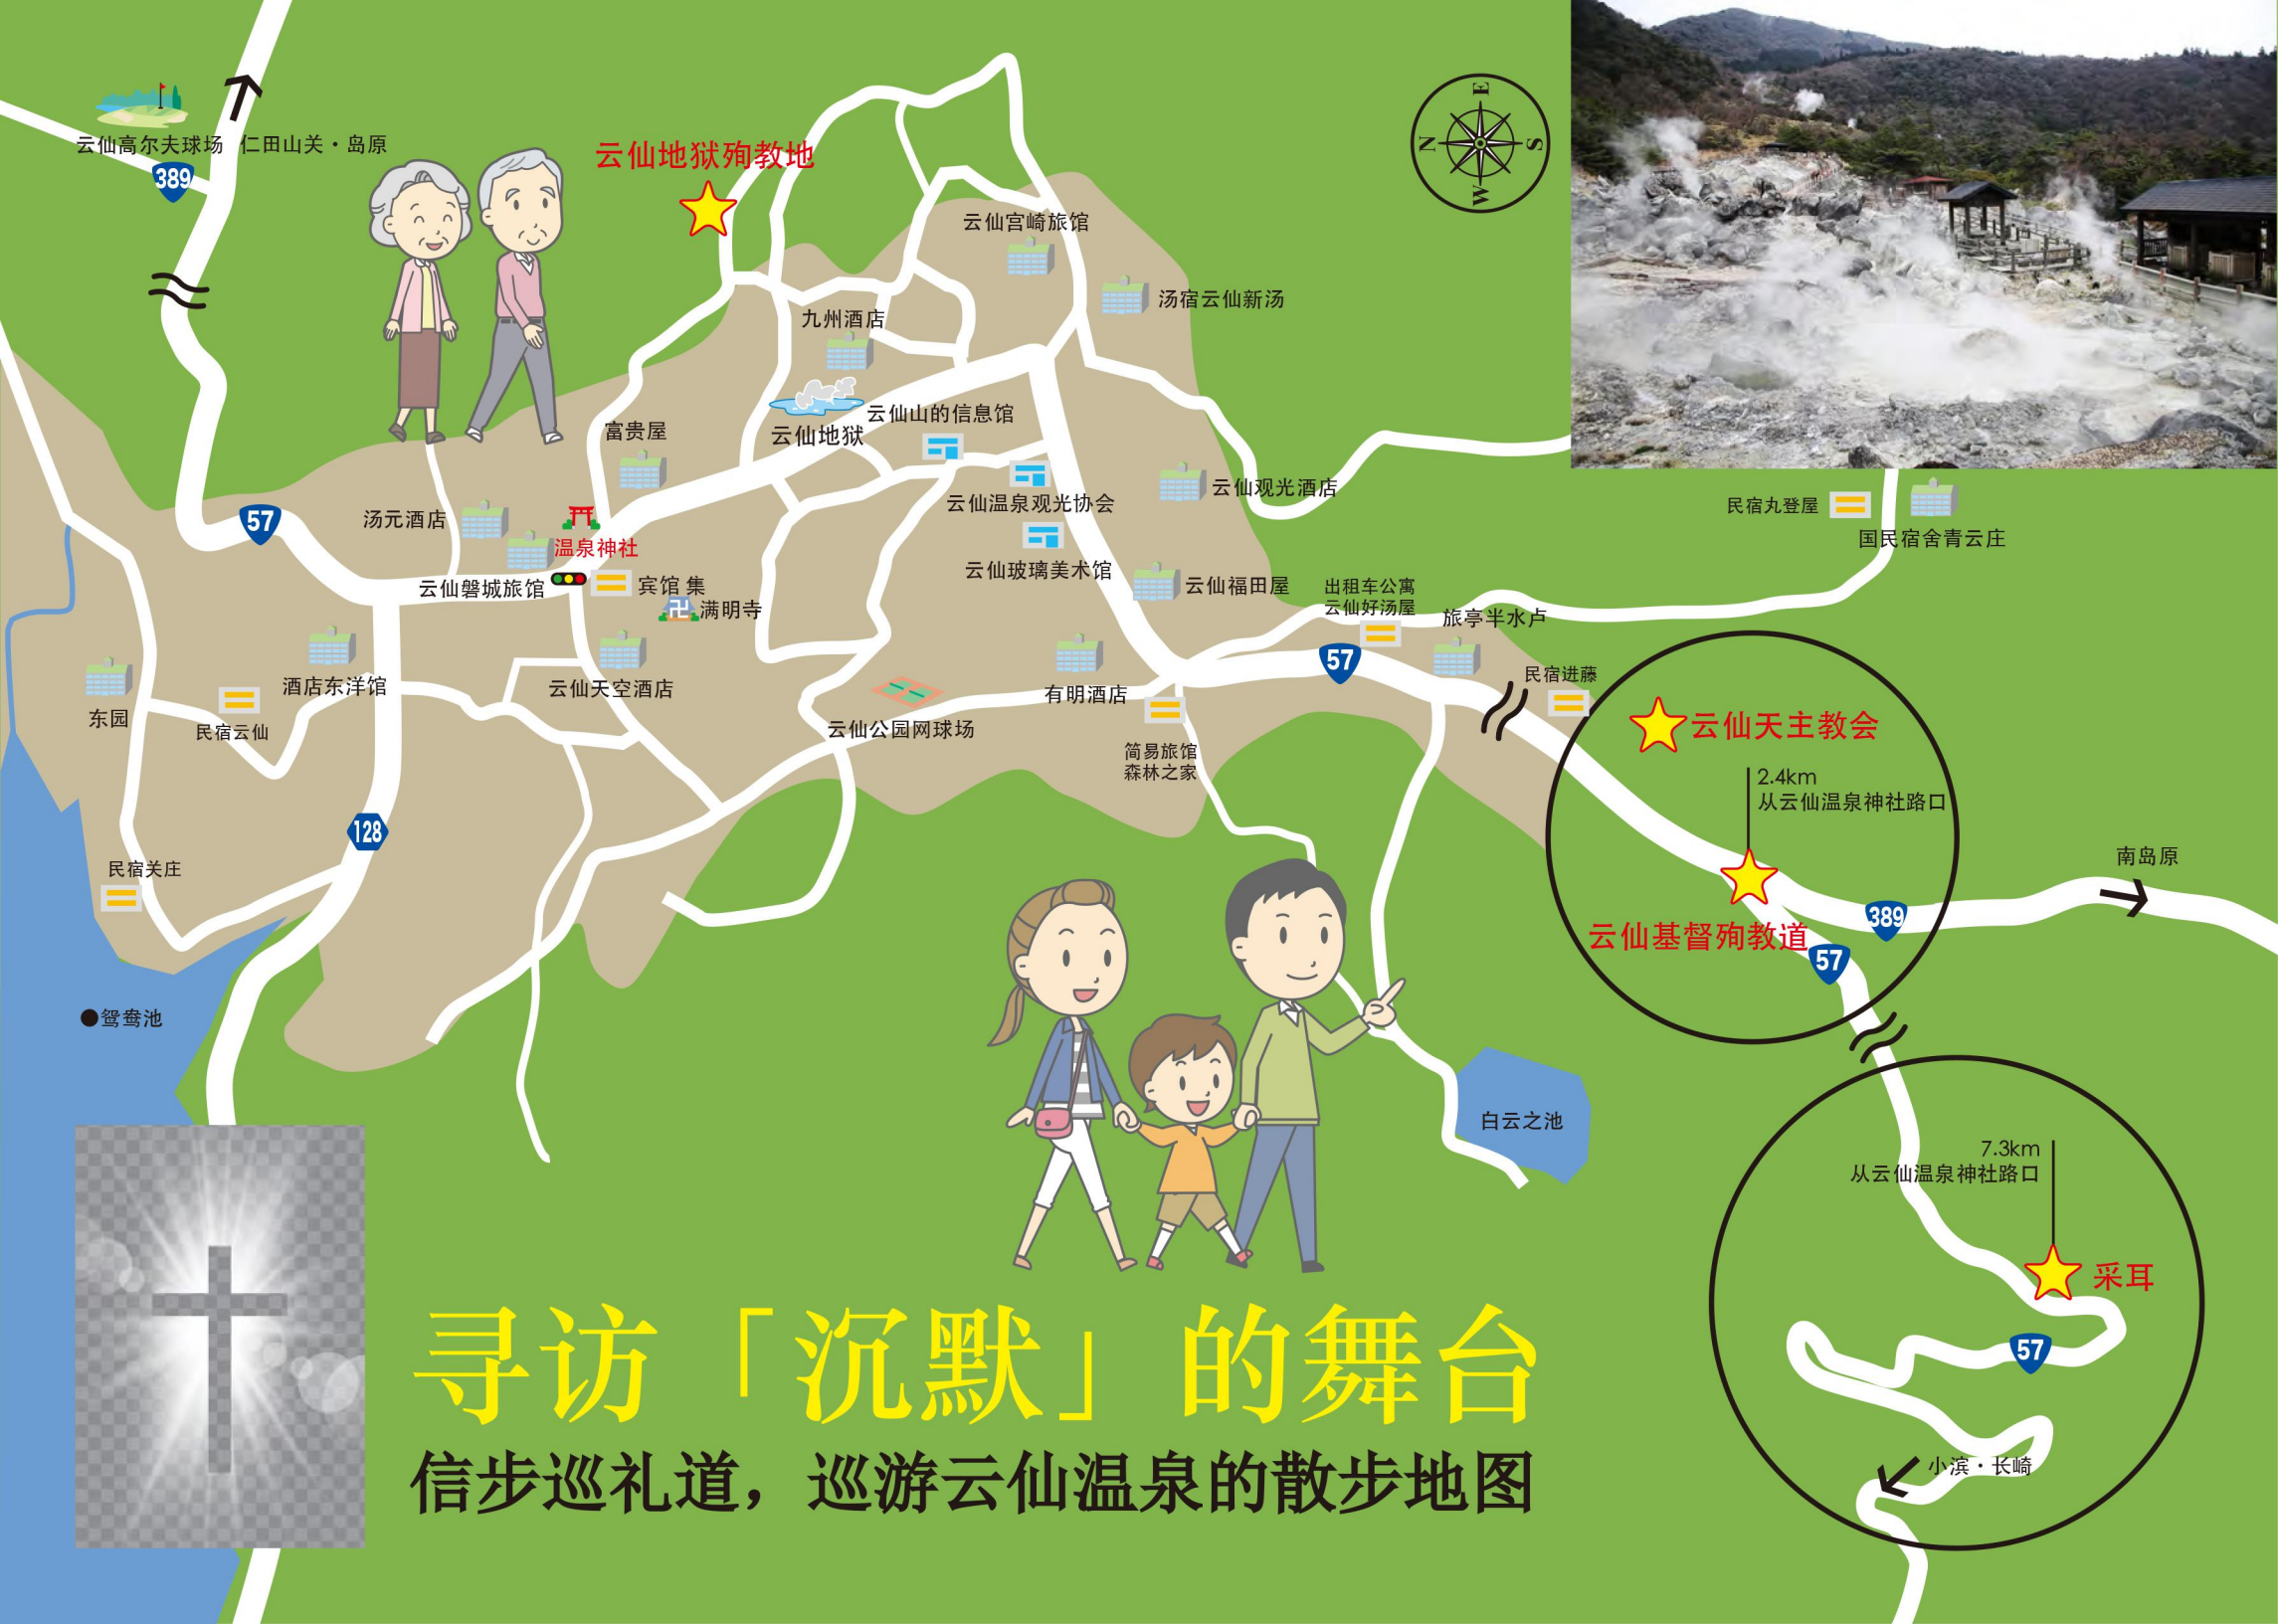 云仙高尔夫球场
仁田山关・岛原
389
云仙地狱殉教地
E
N
S
W
云仙宫崎旅馆
汤宿云仙新汤
九州酒店
云仙山的信息馆
云仙地狱
富贵屋
云仙温泉观光协会
云仙观光酒店
民宿丸登屋
国民宿舍青云庄
57
汤元酒店
温泉神社
云仙磐城旅馆
宾馆 集
满明寺
云仙玻璃美术馆
云仙福田屋
出租车公寓
云仙好汤屋
旅亭半水卢
57
民宿进藤
东园
民宿云仙
酒店东洋馆
云仙天空酒店
云仙公园网球场
有明酒店
简易旅馆
森林之家
云仙天主教会
2.4km
从云仙温泉神社路口
128
民宿关庄
南岛原
389
云仙基督殉教道
57
鸳鸯池
白云之池
7.3km
从云仙温泉神社路口
采耳
57
小滨・长崎
寻访「沉默」的舞台
信步巡礼道，巡游云仙温泉的散步地图